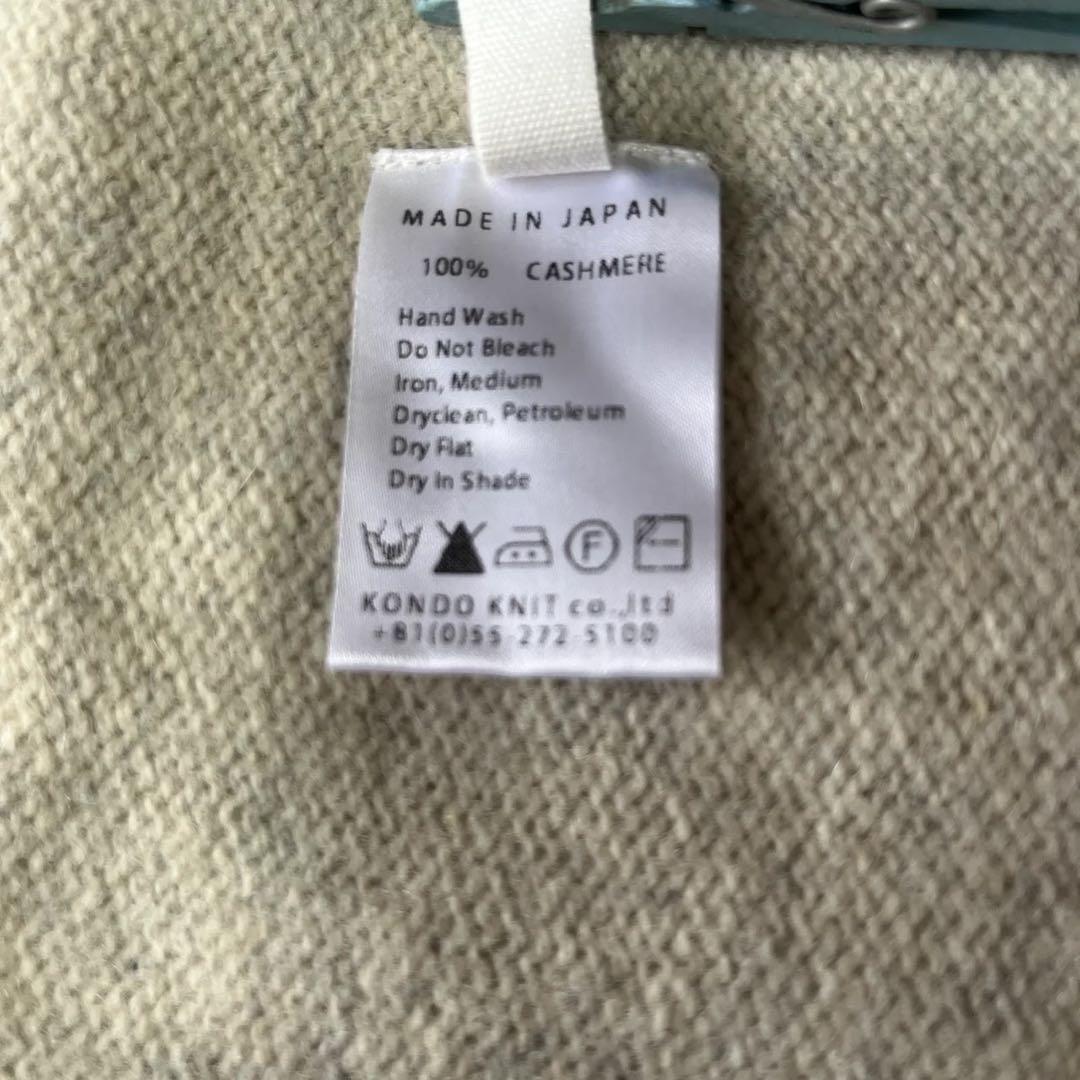 MADE IN JAPAN
100% CASHMERE
Hand Wash
Do Not Bleach
Iron, Medium
Dryclean, Petroleum
Dry Flat
Dry In Shade
F
KONDO KNIT co.,ltd
+81(0)55 272 5100